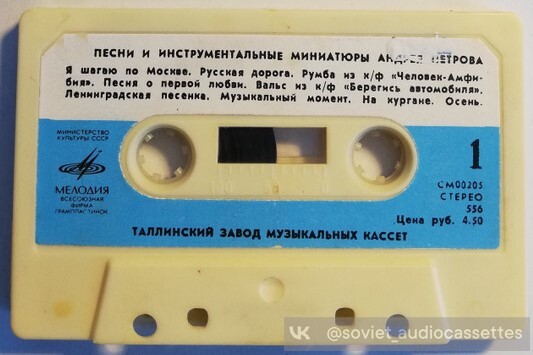 ПЕСНИ И ИНСТРУМЕНТАЛЬНЫЕ МИНИАТЮРЫ АНДРЕЯ ПЕТРОВА
Я шагаю по Москве. Русская дорога. Румба из к/ф «Человек-Амфи-
бия». Песня о первой любви. Вальс из к/ф «Берегись автомобиля».
Ленинградская песенка. Музыкальный момент. На кургане. Осень.
МИНИСТЕРСТВО
КУЛЬТУРЫ СССР
МЕЛОДИЯ
ВСЕСОЮЗНАЯ
ФИРМА
ГРАМПЛАСТИНОК
1
СМ00205
СТЕРЕО
556
Цена руб. 4.50
ТАЛЛИНСКИЙ ЗАВОД МУЗЫКАЛЬНЫХ КАССЕТ
@soviet_audiocassettes